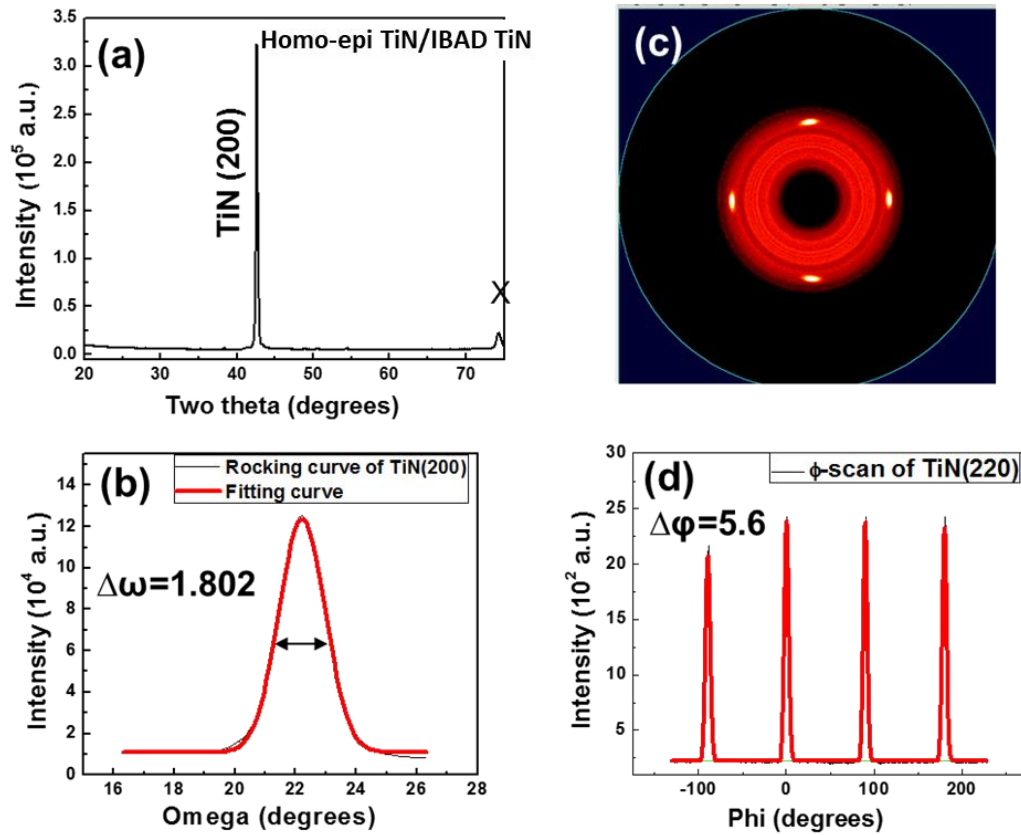 (a)
Homo-epi TiN/IBAD TiN
TiN (200)
X
3.5
3.0
2.5
2.0
1.5
1.0
0.5
0.0
Intensity (10⁵ a.u.)
20 30 40 50 60 70
Two theta (degrees)
(c)
(b)
Rocking curve of TiN(200)
Fitting curve
Δω=1.802
14
12
10
8
6
4
2
0
Intensity (10⁴ a.u.)
14 16 18 20 22 24 26 28
Omega (degrees)
(d)
ϕ-scan of TiN(220)
Δφ=5.6
30
25
20
15
10
5
Intensity (10² a.u.)
-100 0 100 200
Phi (degrees)